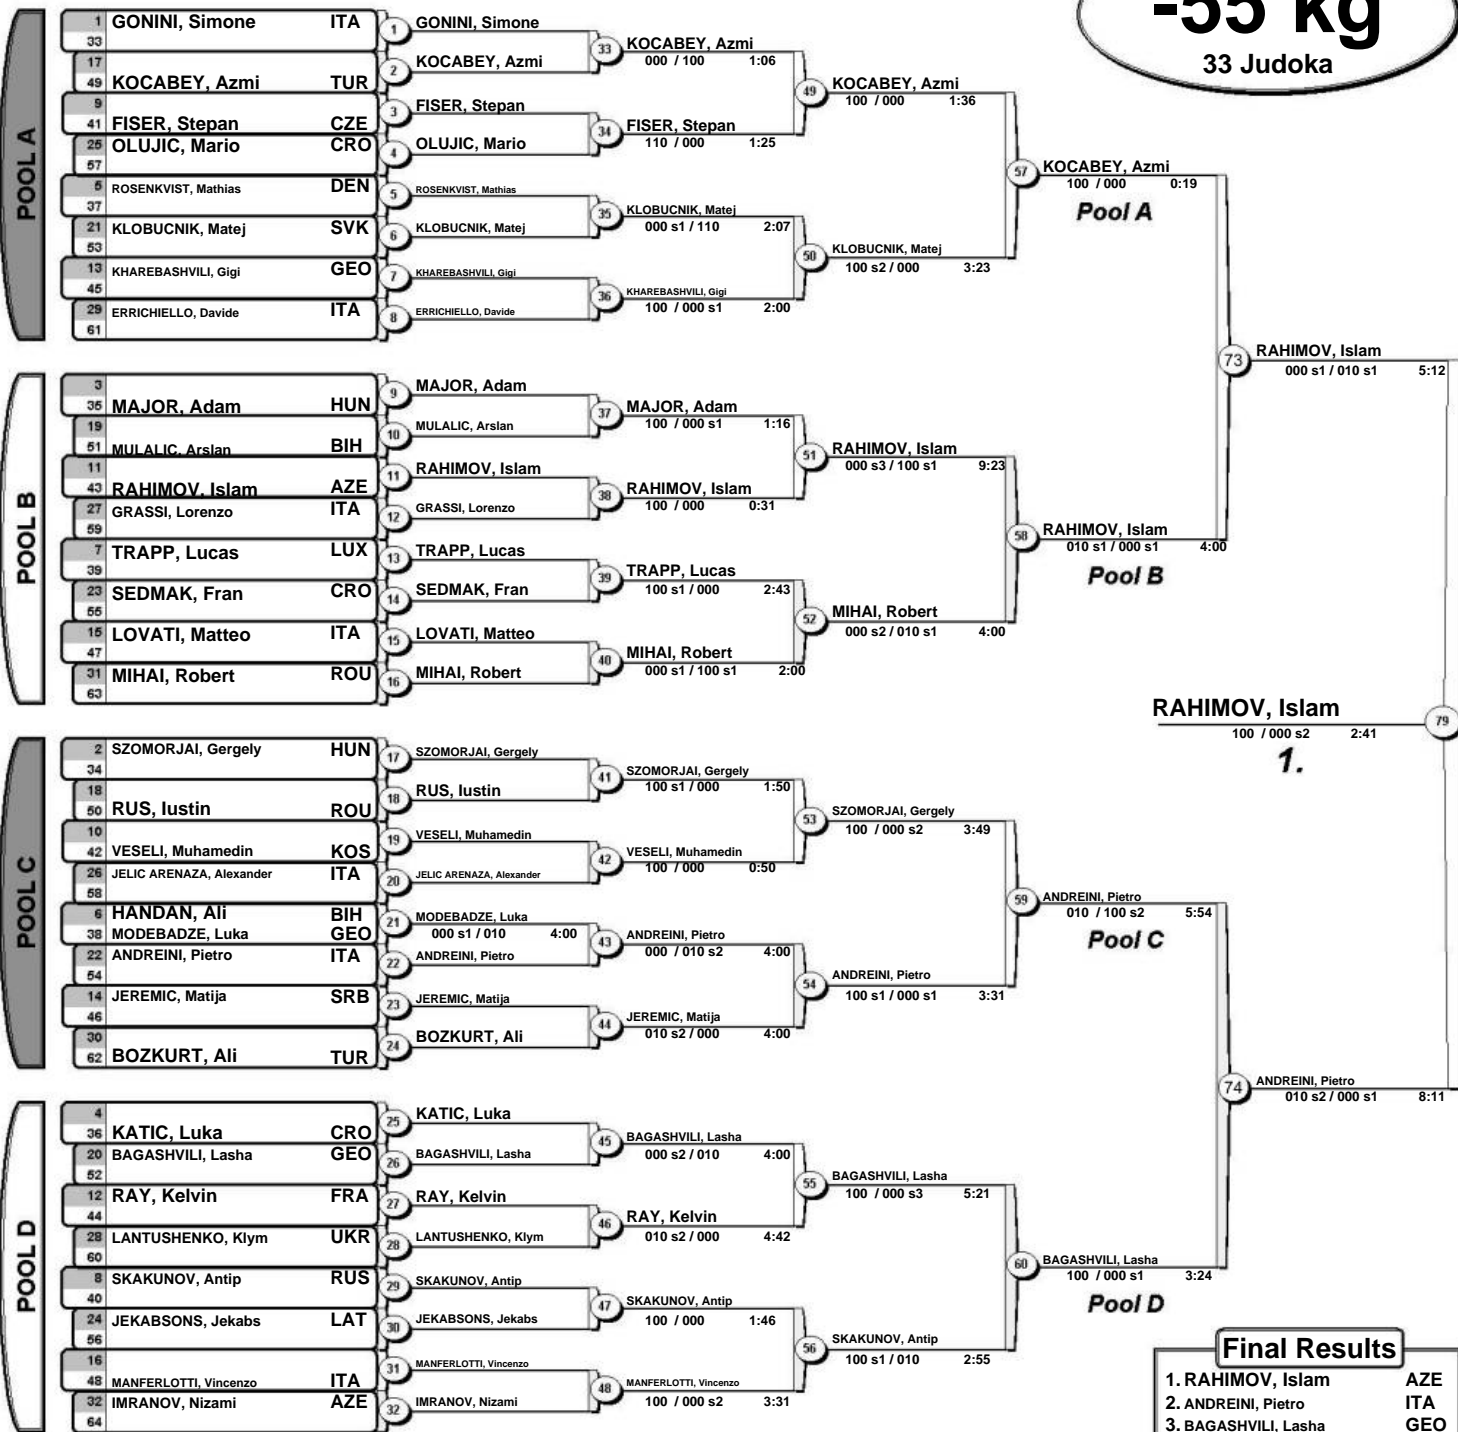 -55 kg
33 Judoka
POOL A
1 GONINI, Simone ITA
33
17
49 KOCABEY, Azmi TUR
9
41 FISER, Stepan CZE
25 OLUJIC, Mario CRO
57
5 ROSENKVIST, Mathias DEN
37
21 KLOBUCNIK, Matej SVK
53
13 KHAREBASHVILI, Gigi GEO
45
29 ERRICHIELLO, Davide ITA
61
1 GONINI, Simone
2 KOCABEY, Azmi
3 FISER, Stepan
4 OLUJIC, Mario
5 ROSENKVIST, Mathias
6 KLOBUCNIK, Matej
7 KHAREBASHVILI, Gigi
8 ERRICHIELLO, Davide
33 KOCABEY, Azmi
000 / 100 1:06
34 FISER, Stepan
110 / 000 1:25
35 KLOBUCNIK, Matej
000 s1 / 110 2:07
36 KHAREBASHVILI, Gigi
100 / 000 s1 2:00
49 KOCABEY, Azmi
100 / 000 1:36
50 KLOBUCNIK, Matej
100 s2 / 000 3:23
57 KOCABEY, Azmi
100 / 000 0:19
Pool A
POOL B
3
35 MAJOR, Adam HUN
19
51 MULALIC, Arslan BIH
11
43 RAHIMOV, Islam AZE
27 GRASSI, Lorenzo ITA
59
7 TRAPP, Lucas LUX
39
23 SEDMAK, Fran CRO
55
15 LOVATI, Matteo ITA
47
31 MIHAI, Robert ROU
63
9 MAJOR, Adam
10 MULALIC, Arslan
11 RAHIMOV, Islam
12 GRASSI, Lorenzo
13 TRAPP, Lucas
14 SEDMAK, Fran
15 LOVATI, Matteo
16 MIHAI, Robert
37 MAJOR, Adam
100 / 000 s1 1:16
38 RAHIMOV, Islam
100 / 000 0:31
39 TRAPP, Lucas
100 s1 / 000 2:43
40 MIHAI, Robert
000 s1 / 100 s1 2:00
51 RAHIMOV, Islam
000 s3 / 100 s1 9:23
52 MIHAI, Robert
000 s2 / 010 s1 4:00
58 RAHIMOV, Islam
010 s1 / 000 s1 4:00
Pool B
73 RAHIMOV, Islam
000 s1 / 010 s1 5:12
RAHIMOV, Islam 79
100 / 000 s2 2:41
1.
POOL C
2 SZOMORJAI, Gergely HUN
34
18
50 RUS, Iustin ROU
10
42 VESELI, Muhamedin KOS
26 JELIC ARENAZA, Alexander ITA
58
6 HANDAN, Ali BIH
38 MODEBADZE, Luka GEO
22 ANDREINI, Pietro ITA
54
14 JEREMIC, Matija SRB
46
30
62 BOZKURT, Ali TUR
17 SZOMORJAI, Gergely
18 RUS, Iustin
19 VESELI, Muhamedin
20 JELIC ARENAZA, Alexander
21 MODEBADZE, Luka
000 s1 / 010 4:00
22 ANDREINI, Pietro
23 JEREMIC, Matija
24 BOZKURT, Ali
41 SZOMORJAI, Gergely
100 s1 / 000 1:50
42 VESELI, Muhamedin
100 / 000 0:50
43 ANDREINI, Pietro
000 / 010 s2 4:00
44 JEREMIC, Matija
010 s2 / 000 4:00
53 SZOMORJAI, Gergely
100 / 000 s2 3:49
54 ANDREINI, Pietro
100 s1 / 000 s1 3:31
59 ANDREINI, Pietro
010 / 100 s2 5:54
Pool C
POOL D
4
36 KATIC, Luka CRO
20 BAGASHVILI, Lasha GEO
52
12 RAY, Kelvin FRA
44
28 LANTUSHENKO, Klym UKR
60
8 SKAKUNOV, Antip RUS
40
24 JEKABSONS, Jekabs LAT
56
16
48 MANFERLOTTI, Vincenzo ITA
32 IMRANOV, Nizami AZE
64
25 KATIC, Luka
26 BAGASHVILI, Lasha
27 RAY, Kelvin
28 LANTUSHENKO, Klym
29 SKAKUNOV, Antip
30 JEKABSONS, Jekabs
31 MANFERLOTTI, Vincenzo
32 IMRANOV, Nizami
45 BAGASHVILI, Lasha
000 s2 / 010 4:00
46 RAY, Kelvin
010 s2 / 000 4:42
47 SKAKUNOV, Antip
100 / 000 1:46
48 MANFERLOTTI, Vincenzo
100 / 000 s2 3:31
55 BAGASHVILI, Lasha
100 / 000 s3 5:21
56 SKAKUNOV, Antip
100 s1 / 010 2:55
60 BAGASHVILI, Lasha
100 / 000 s1 3:24
Pool D
74 ANDREINI, Pietro
010 s2 / 000 s1 8:11
Final Results
1. RAHIMOV, Islam AZE
2. ANDREINI, Pietro ITA
3. BAGASHVILI, Lasha GEO